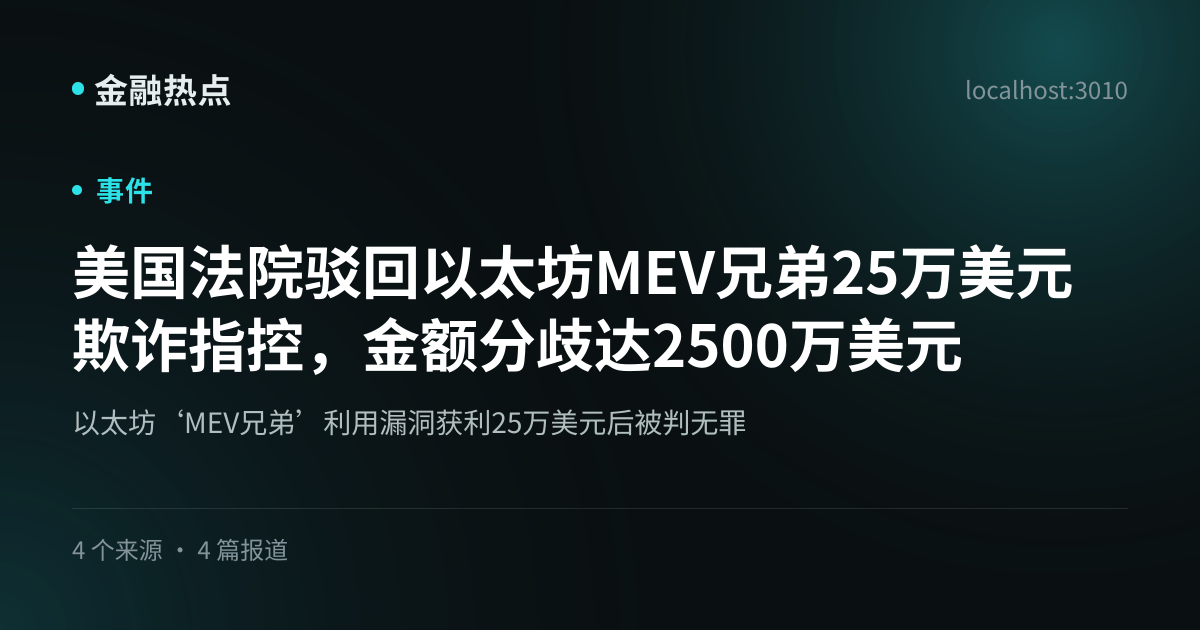 金融热点
localhost:3010
事件
美国法院驳回以太坊MEV兄弟25万美元
欺诈指控，金额分歧达2500万美元
以太坊‘MEV兄弟’利用漏洞获利25万美元后被判无罪
4 个来源 · 4 篇报道